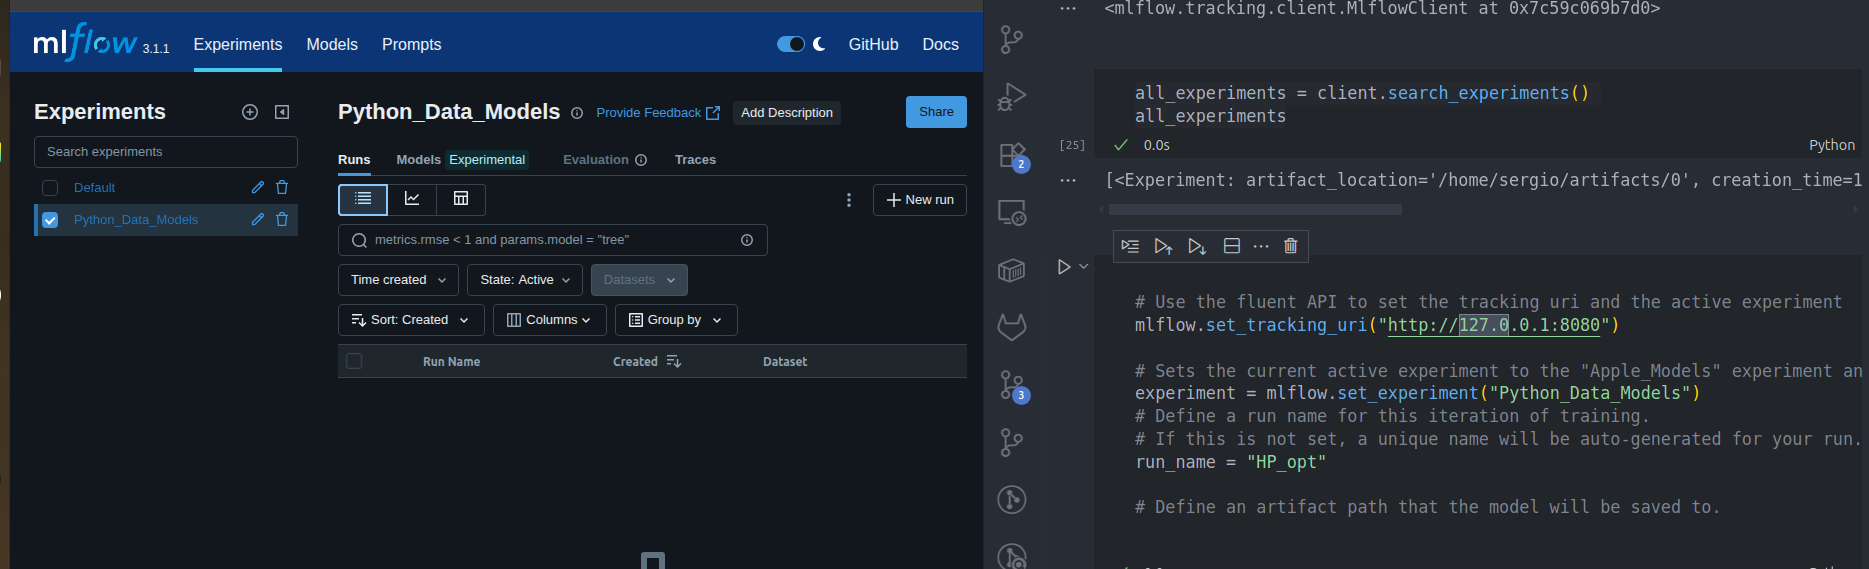 mlflow 3.1.1 Experiments Models Prompts GitHub Docs
Experiments
Search experiments
Default
Python_Data_Models
Python_Data_Models Provide Feedback Add Description Share
Runs Models Experimental Evaluation Traces
New run
metrics.rmse < 1 and params.model = "tree"
Time created State: Active Datasets
Sort: Created Columns Group by
Run Name Created Dataset
2
3
<mlflow.tracking.client.MlflowClient at 0x7c59c069b7d0>
all_experiments = client.search_experiments()
all_experiments
[25] 0.0s Python
[<Experiment: artifact_location='/home/sergio/artifacts/0', creation_time=1
# Use the fluent API to set the tracking uri and the active experiment
mlflow.set_tracking_uri("http://127.0.0.1:8080")
# Sets the current active experiment to the "Apple_Models" experiment an
experiment = mlflow.set_experiment("Python_Data_Models")
# Define a run name for this iteration of training.
# If this is not set, a unique name will be auto-generated for your run.
run_name = "HP_opt"
# Define an artifact path that the model will be saved to.